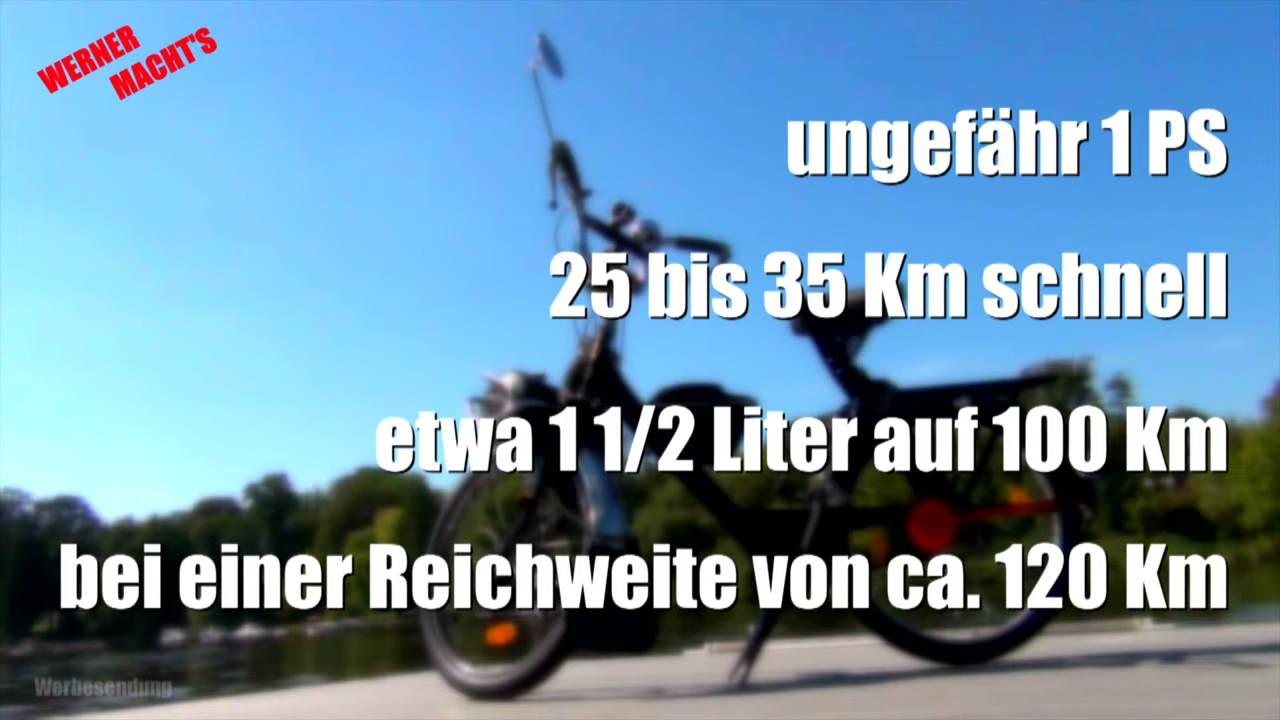 WERNER
MACHT'S
ungefähr 1 PS
25 bis 35 Km schnell
etwa 1 1/2 Liter auf 100 Km
bei einer Reichweite von ca. 120 Km
Werbesendung